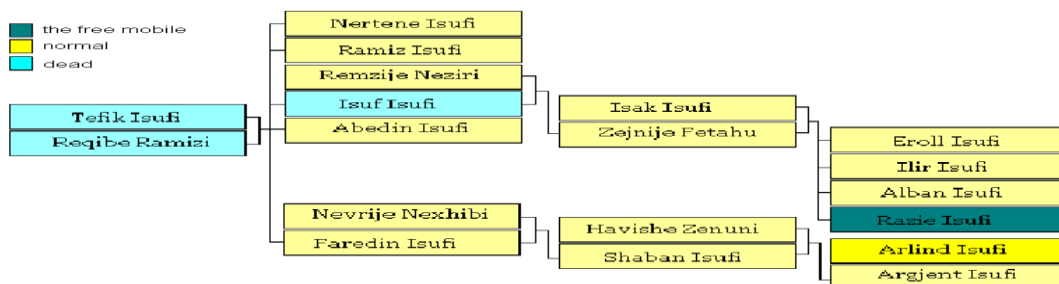 the free mobile
normal
dead
Tefik Isufi
Reqibe Ramizi
Nertene Isufi
Ramiz Isufi
Remzije Neziri
Isuf Isufi
Abedin Isufi
Nevrije Nexhibi
Faredin Isufi
Isak Isufi
Zejnije Fetahu
Havishe Zenuni
Shaban Isufi
Eroll Isufi
Ilir Isufi
Alban Isufi
Razie Isufi
Arlind Isufi
Argjent Isufi